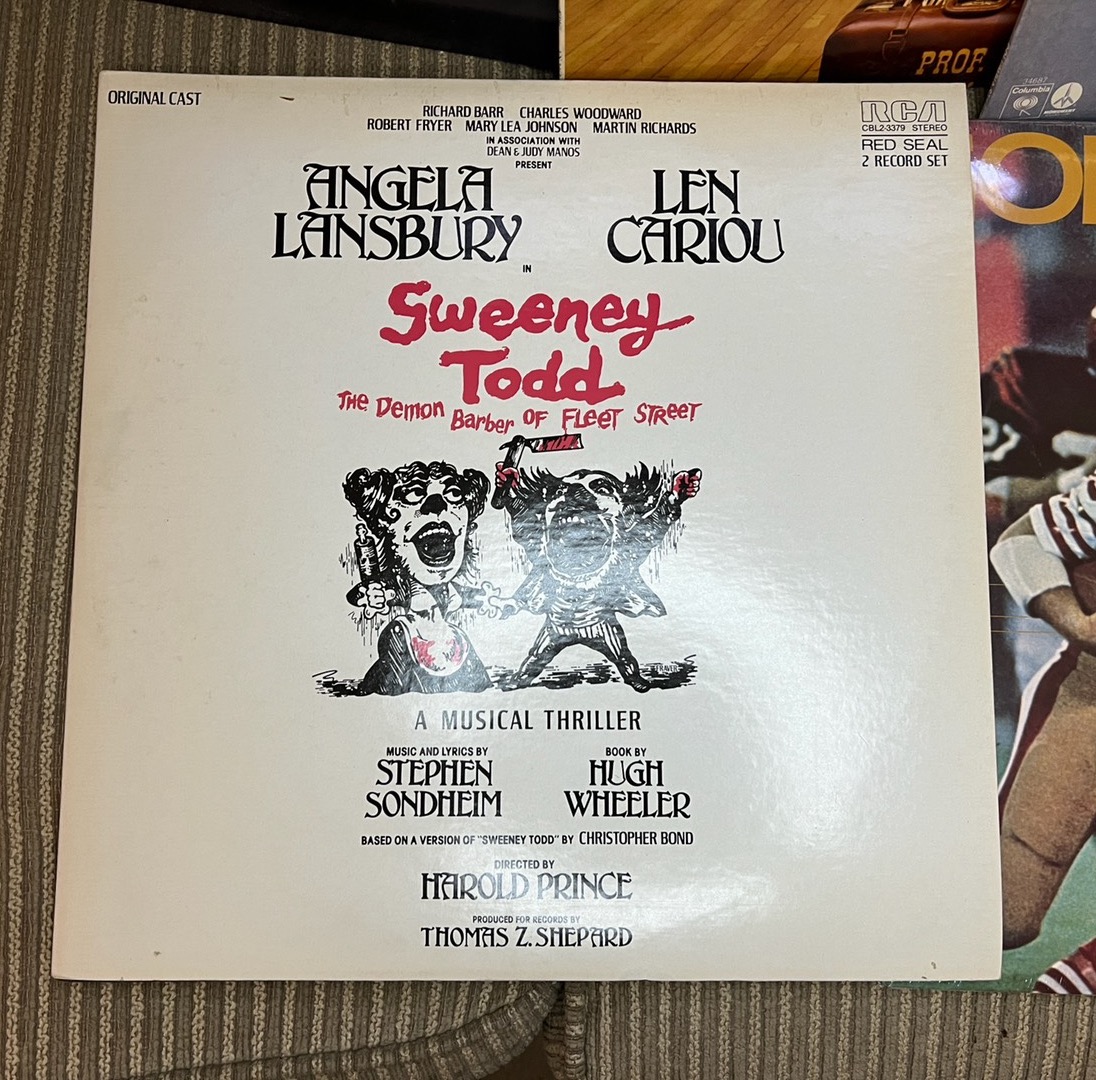 ORIGINAL CAST
RICHARD BARR CHARLES WOODWARD
ROBERT FRYER MARY LEA JOHNSON MARTIN RICHARDS
IN ASSOCIATION WITH
DEAN & JUDY MANOS
PRESENT
RCA
CBL2-3379 STEREO
RED SEAL
2 RECORD SET
ANGELA
LANSBURY
LEN
CARIOU
IN
Sweeney
Todd
THE DEMON BARBER OF FLEET STREET
A MUSICAL THRILLER
MUSIC AND LYRICS BY
STEPHEN
SONDHEIM
BOOK BY
HUGH
WHEELER
BASED ON A VERSION OF "SWEENEY TODD" BY CHRISTOPHER BOND
DIRECTED BY
HAROLD PRINCE
PRODUCED FOR RECORDS BY
THOMAS Z. SHEPARD
PROF.
34687
Columbia